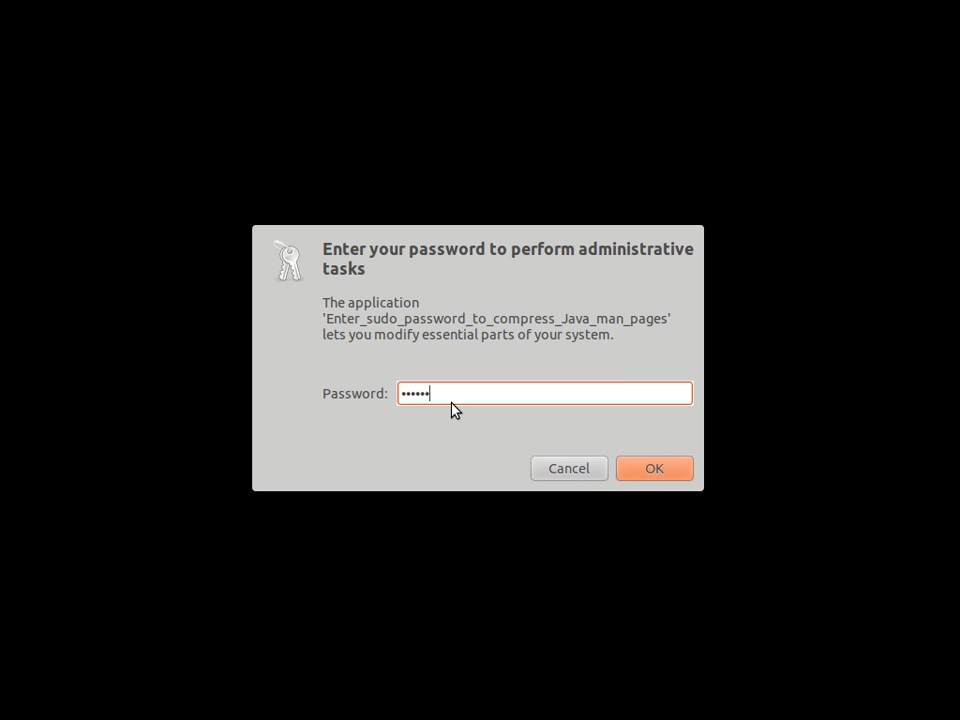 Enter your password to perform administrative
tasks
The application
'Enter_sudo_password_to_compress_Java_man_pages'
lets you modify essential parts of your system.
Password: ••••••
Cancel OK